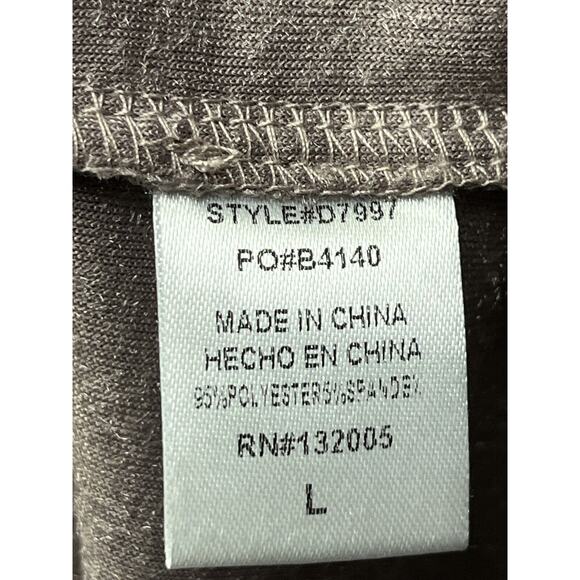 STYLE#D7997
PO#B4140
MADE IN CHINA
HECHO EN CHINA
95%POLYESTER5%SPANDEX
RN#132005
L